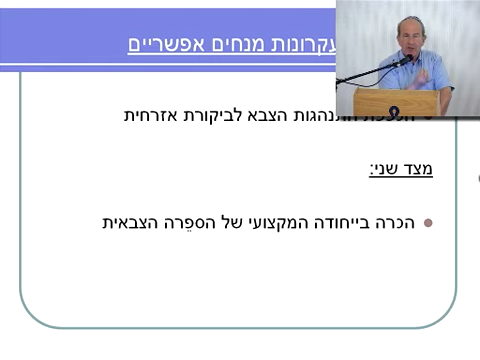 עקרונות מנחים אפשריים
התנהגות הצבא לביקורת אזרחית
מצד שני:
הכרה בייחודה המקצועי של הספֵרה הצבאית